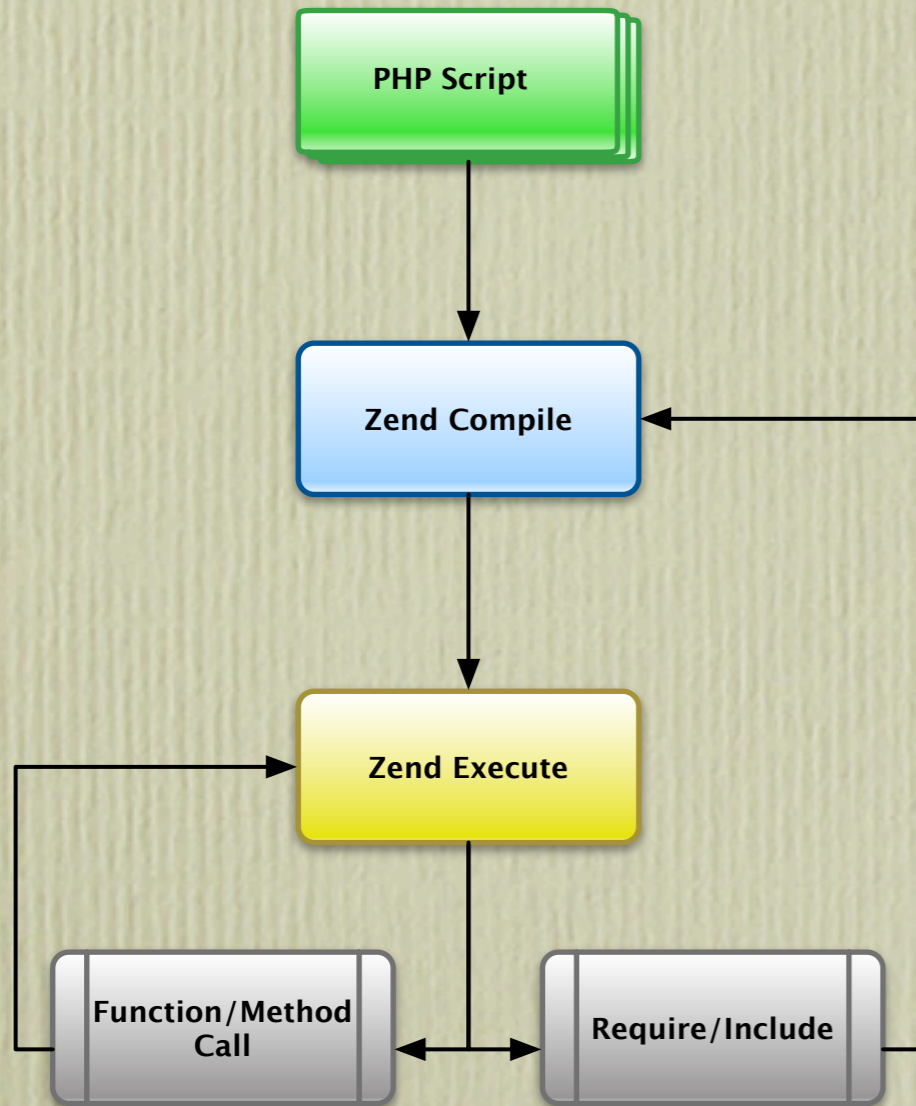 PHP Script
Zend Compile
Zend Execute
Function/Method
Call
Require/Include